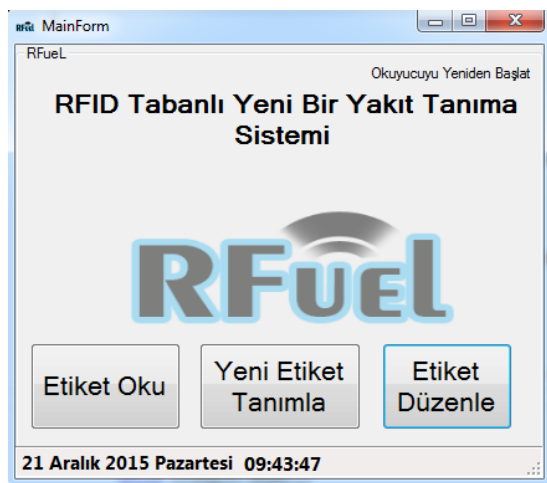 RFueL MainForm
RFueL
Okuyucuyu Yeniden Başlat
RFID Tabanlı Yeni Bir Yakıt Tanıma
Sistemi
RFuel
Etiket Oku
Yeni Etiket
Tanımla
Etiket
Düzenle
21 Aralık 2015 Pazartesi 09:43:47